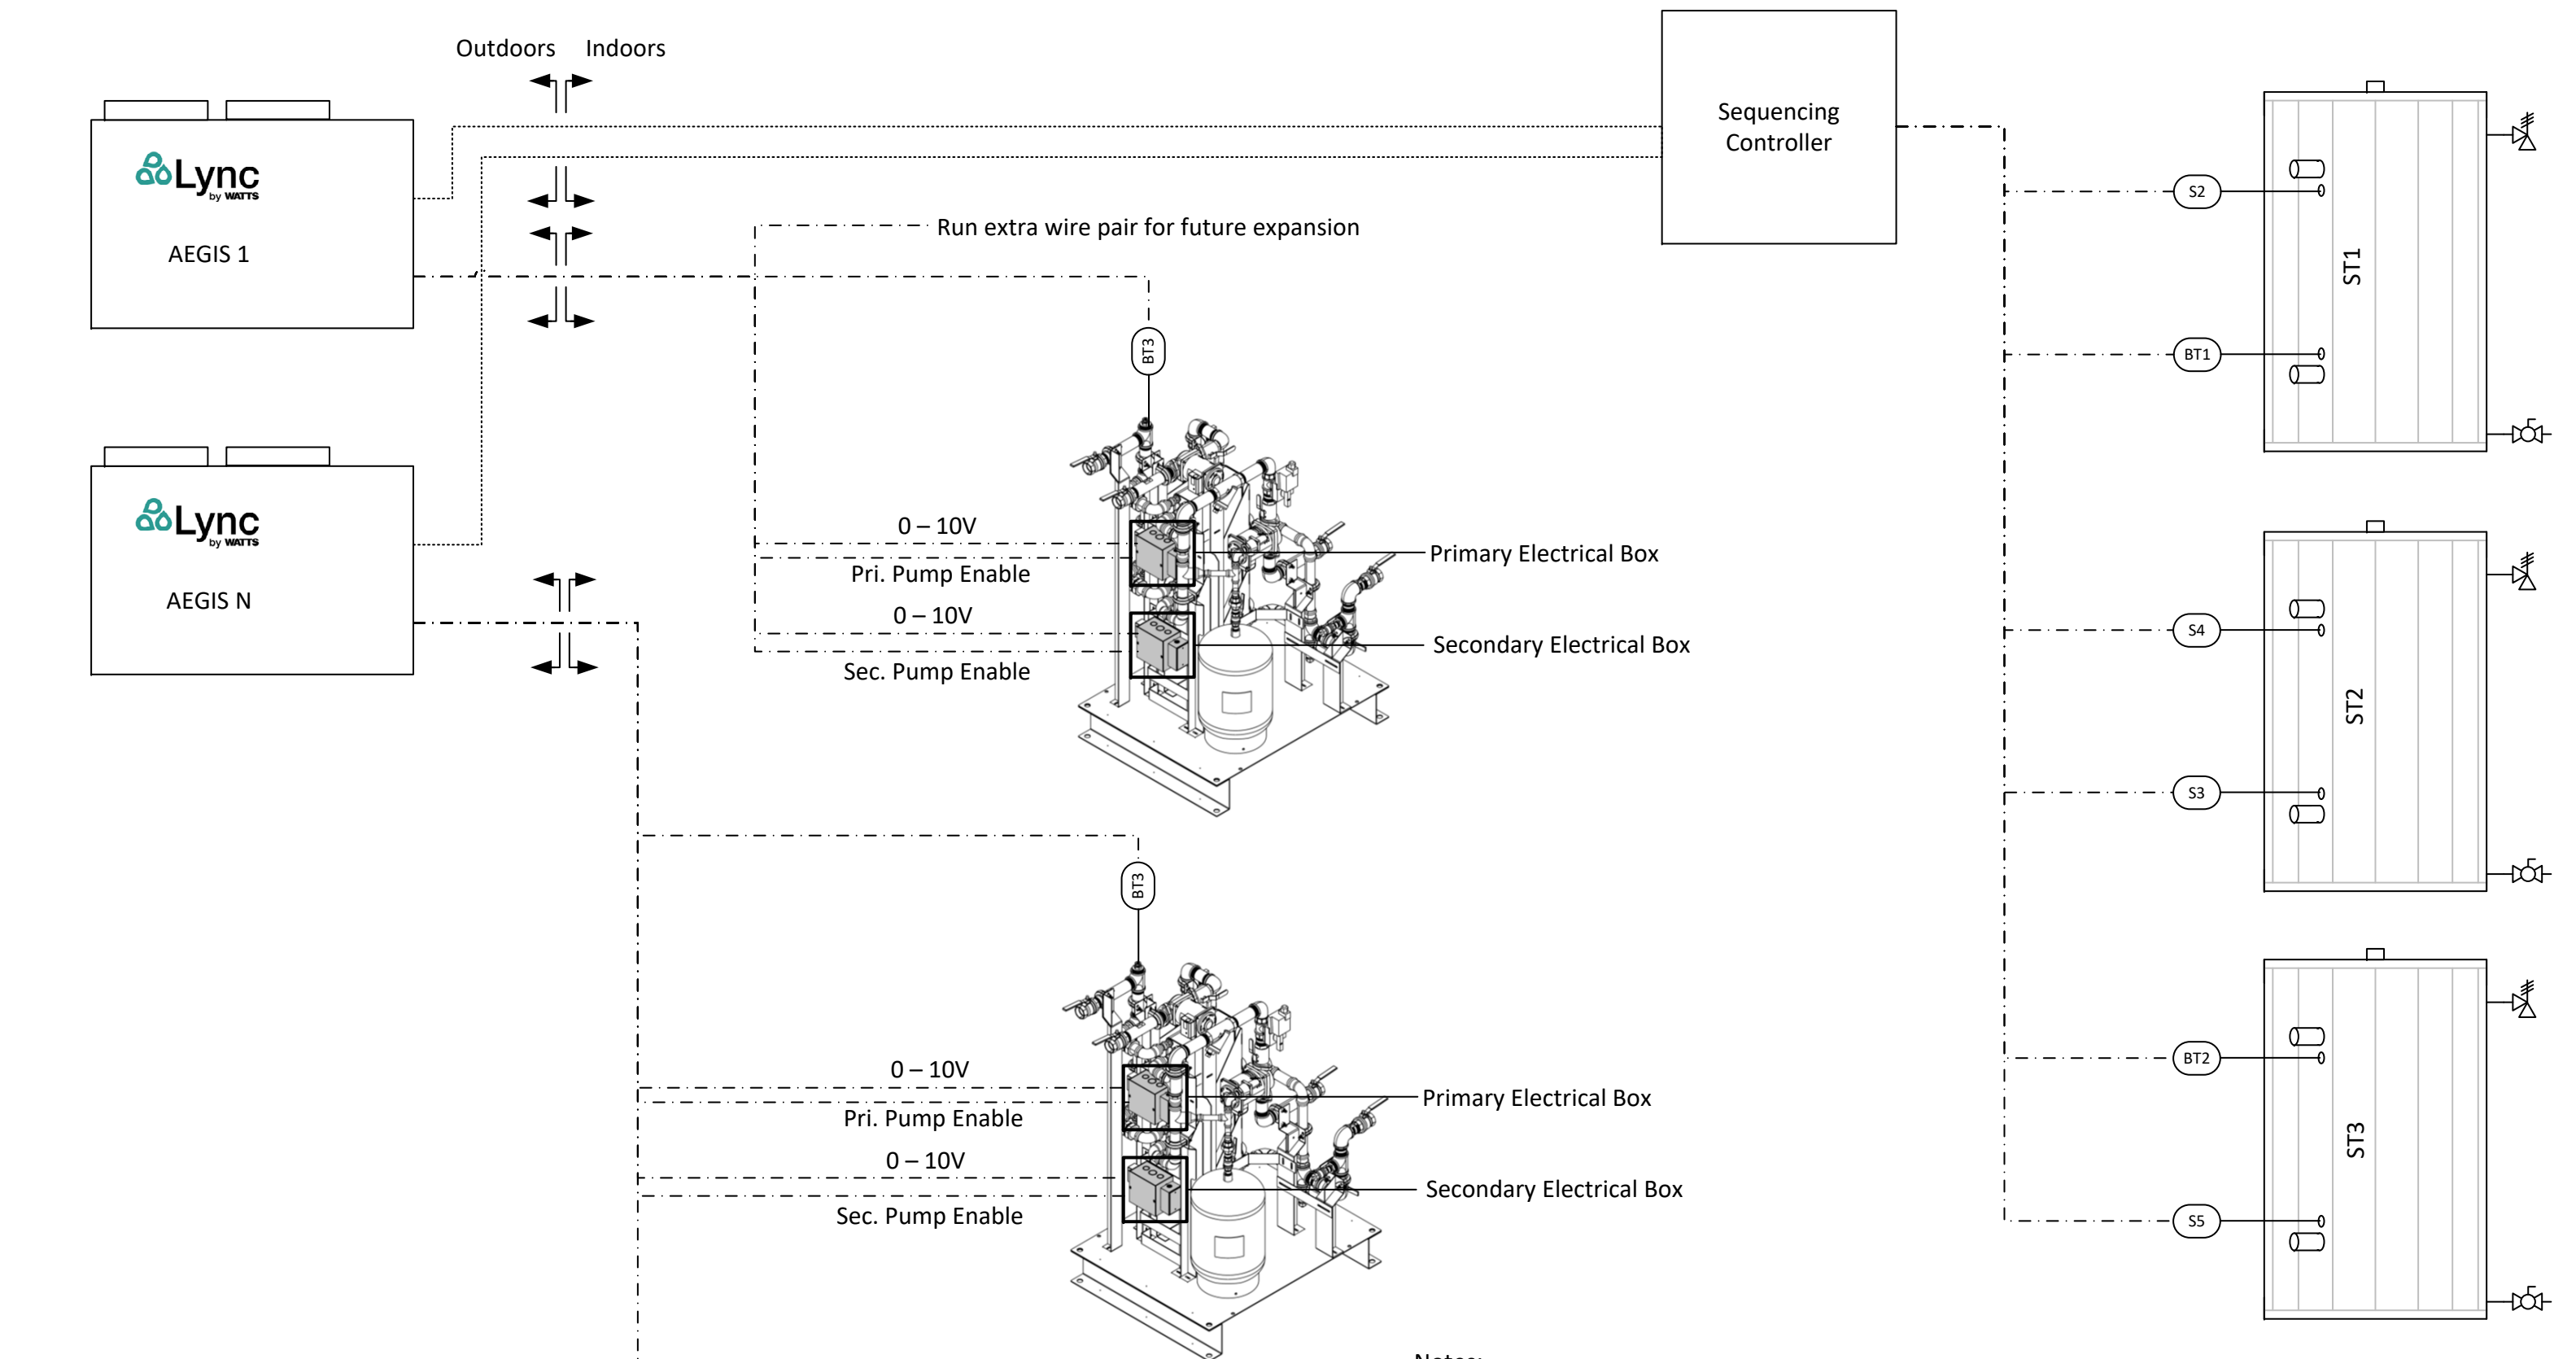 Outdoors Indoors
Sequencing
Controller
Lync
by WATTS
AEGIS 1
S2
Run extra wire pair for future expansion
ST1
BT3
BT1
Lync
by WATTS
AEGIS N
0 – 10V
Pri. Pump Enable
Primary Electrical Box
0 – 10V
Sec. Pump Enable
Secondary Electrical Box
S4
ST2
S3
BT3
0 – 10V
Pri. Pump Enable
Primary Electrical Box
0 – 10V
Sec. Pump Enable
Secondary Electrical Box
BT2
ST3
S5
Notes: